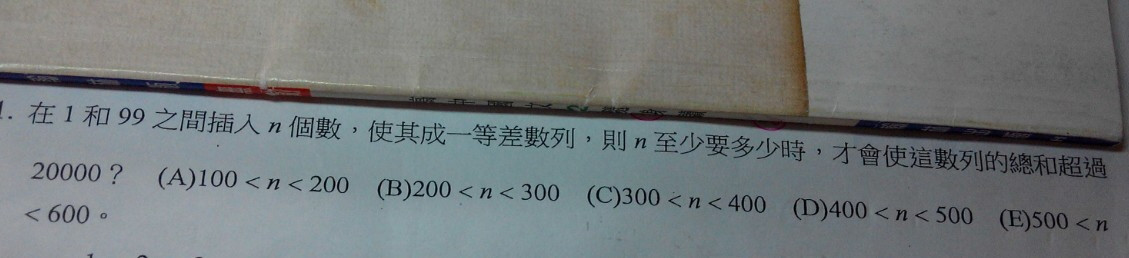 1. 在 1 和 99 之間插入 n 個數，使其成一等差數列，則 n 至少要多少時，才會使這數列的總和超過
20000？ (A)100 < n < 200 (B)200 < n < 300 (C)300 < n < 400 (D)400 < n < 500 (E)500 < n
< 600。